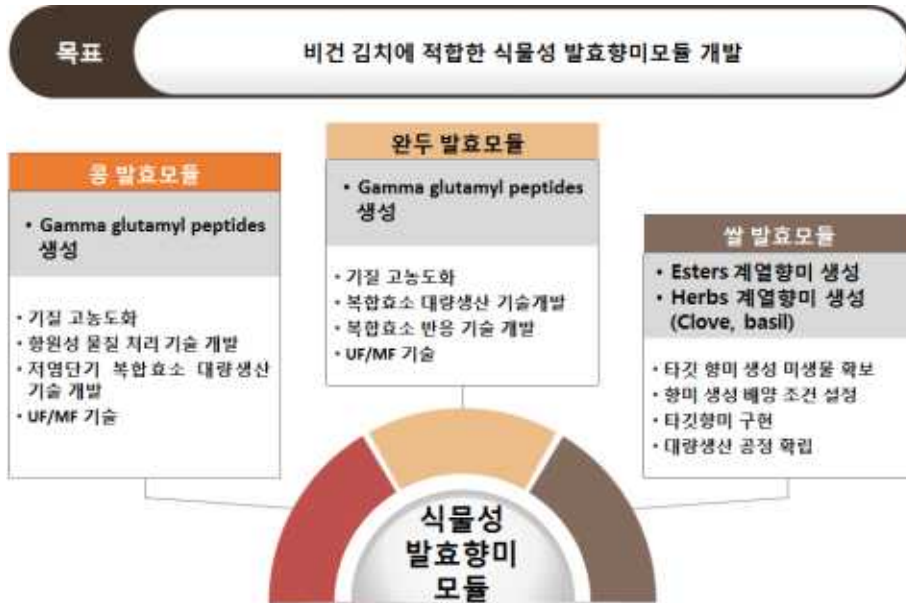 목표
비건 김치에 적합한 식물성 발효향미모듈 개발
콩 발효모듈
• Gamma glutamyl peptides
생성
• 기질 고농도화
• 항원성 물질 처리 기술 개발
• 저염단기 복합효소 대량생산
기술 개발
• UF/MF 기술
완두 발효모듈
• Gamma glutamyl peptides
생성
• 기질 고농도화
• 복합효소 대량생산 기술개발
• 복합효소 반응 기술 개발
• UF/MF 기술
쌀 발효모듈
• Esters 계열향미 생성
• Herbs 계열향미 생성
(Clove, basil)
• 타깃 향미 생성 미생물 확보
• 향미 생성 배양 조건 설정
• 타깃향미 구현
• 대량생산 공정 확립
식물성
발효향미
모듈